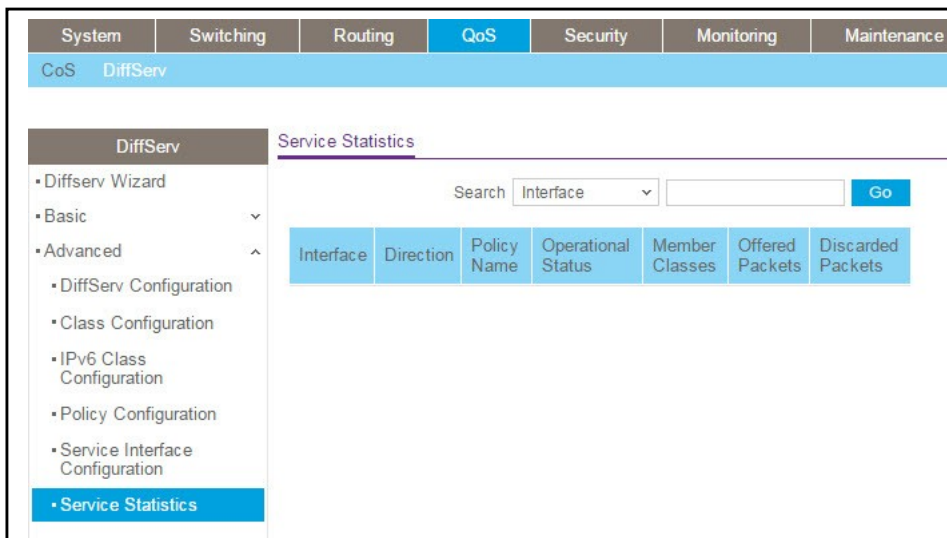 System Switching Routing QoS Security Monitoring Maintenance
CoS DiffServ
DiffServ
Diffserv Wizard
Basic
Advanced
DiffServ Configuration
Class Configuration
IPv6 Class
Configuration
Policy Configuration
Service Interface
Configuration
Service Statistics
Service Statistics
Search Interface Go
Interface Direction Policy Name Operational Status Member Classes Offered Packets Discarded Packets